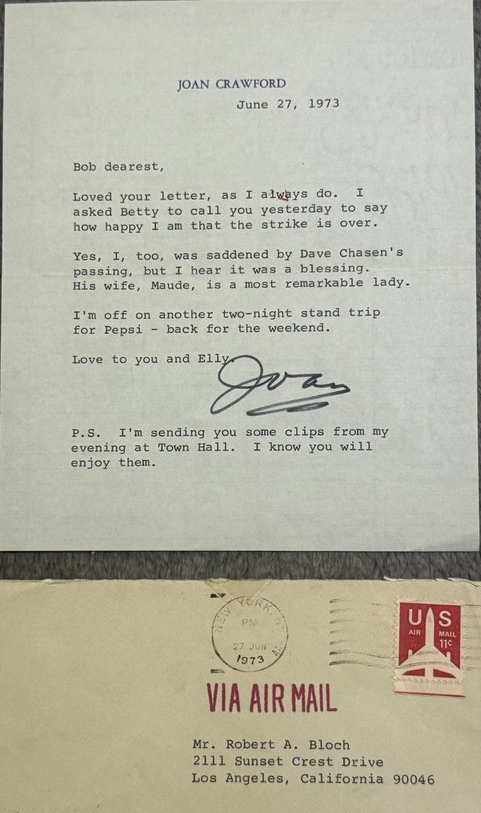 JOAN CRAWFORD
June 27, 1973
Bob dearest,
Loved your letter, as I always do. I
asked Betty to call you yesterday to say
how happy I am that the strike is over.
Yes, I, too, was saddened by Dave Chasen's
passing, but I hear it was a blessing.
His wife, Maude, is a most remarkable lady.
I'm off on another two-night stand trip
for Pepsi - back for the weekend.
Love to you and Elly.
Joan
P.S. I'm sending you some clips from my
evening at Town Hall. I know you will
enjoy them.
NEW YORK, NY
PM
27 JUN
1973
US
AIR MAIL
11c
VIA AIR MAIL
Mr. Robert A. Bloch
2111 Sunset Crest Drive
Los Angeles, California 90046